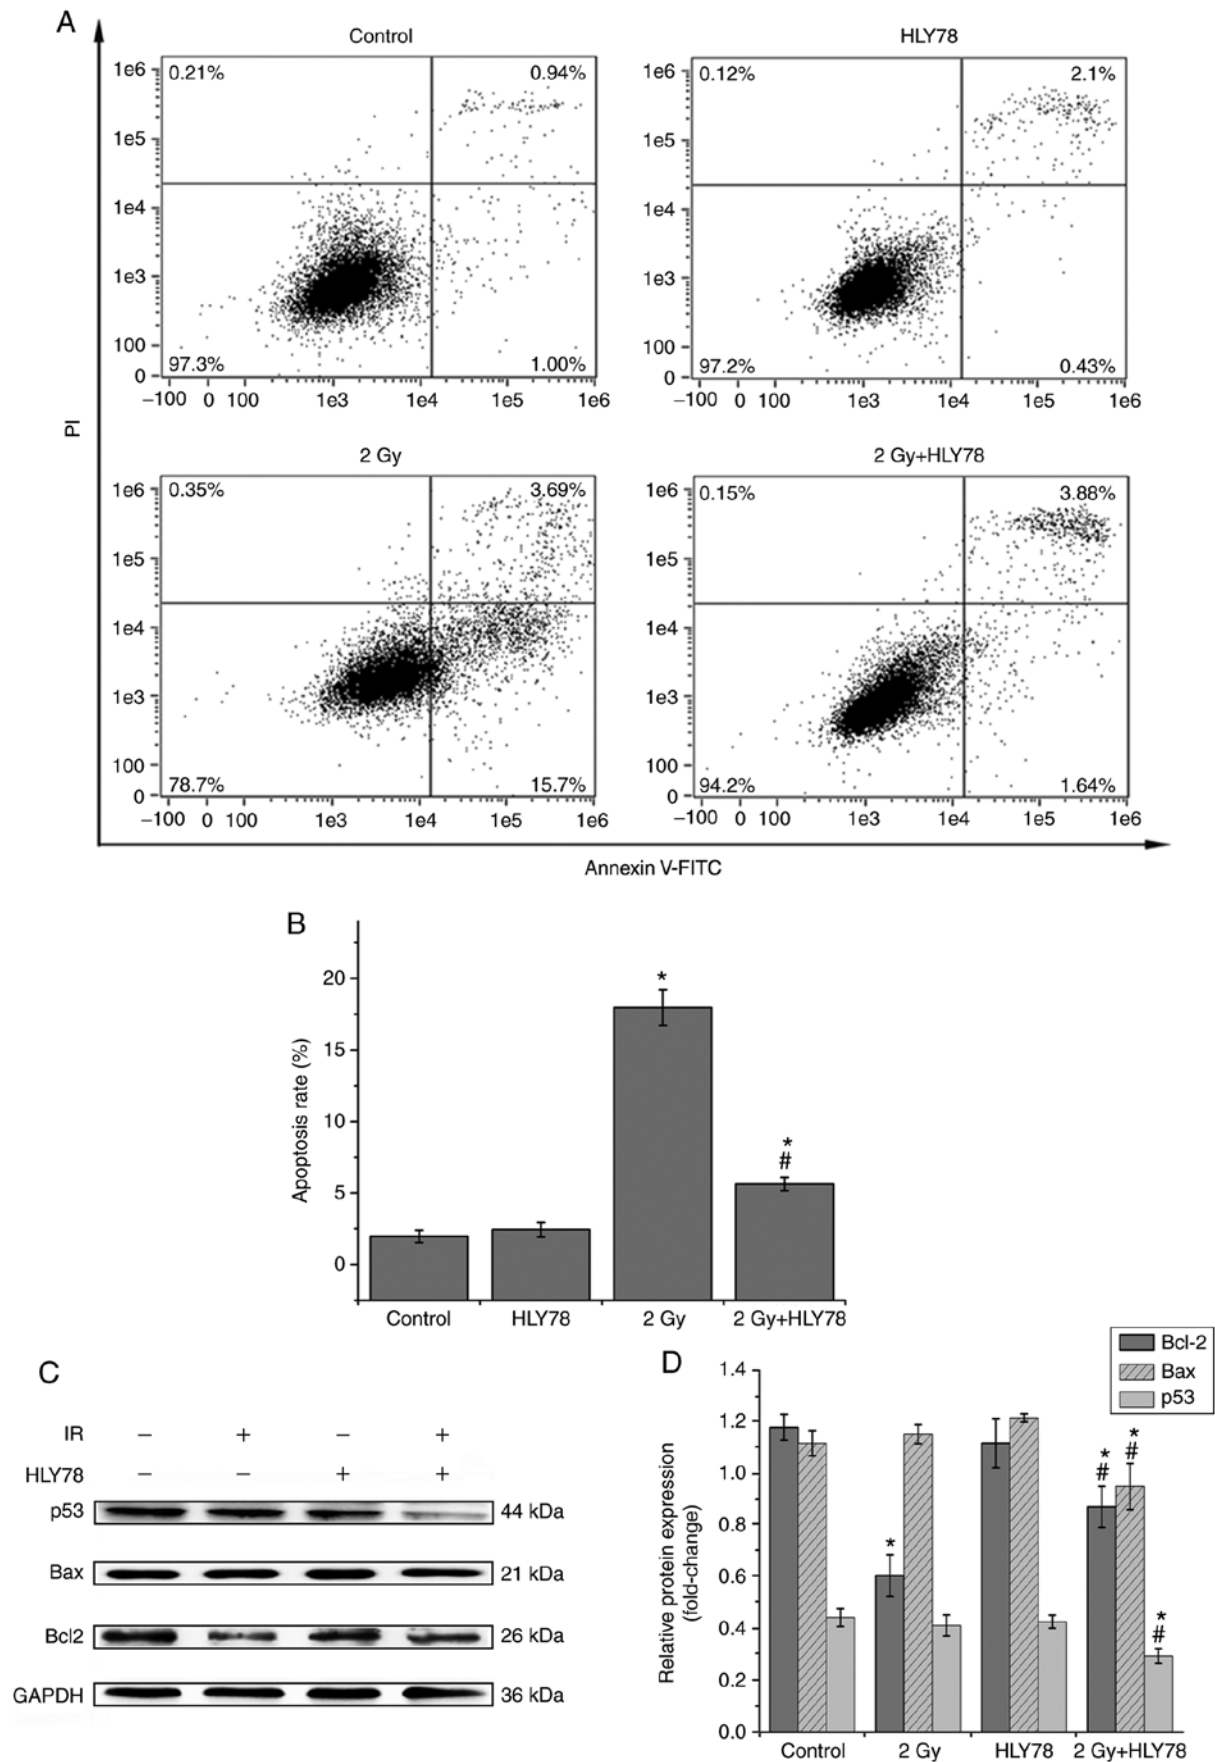 A
Control
HLY78
1e6
0.21%
0.94%
1e5
1e4
1e3
100
0
97.3%
1.00%
−100 0 100 1e3 1e4 1e5 1e6
1e6
0.12%
2.1%
1e5
1e4
1e3
100
0
97.2%
0.43%
−100 0 100 1e3 1e4 1e5 1e6
PI
2 Gy
2 Gy+HLY78
1e6
0.35%
3.69%
1e5
1e4
1e3
100
0
78.7%
15.7%
−100 0 100 1e3 1e4 1e5 1e6
1e6
0.15%
3.88%
1e5
1e4
1e3
100
0
94.2%
1.64%
−100 0 100 1e3 1e4 1e5 1e6
Annexin V-FITC
B
Apoptosis rate (%)
20
15
10
5
0
*
*
#
Control HLY78 2 Gy 2 Gy+HLY78
C
IR − + − +
HLY78 − − + +
p53 44 kDa
Bax 21 kDa
Bcl2 26 kDa
GAPDH 36 kDa
D
Bcl-2
Bax
p53
Relative protein expression
(fold-change)
1.4
1.2
1.0
0.8
0.6
0.4
0.2
0.0
*
*
#
*
#
*
#
Control 2 Gy HLY78 2 Gy+HLY78